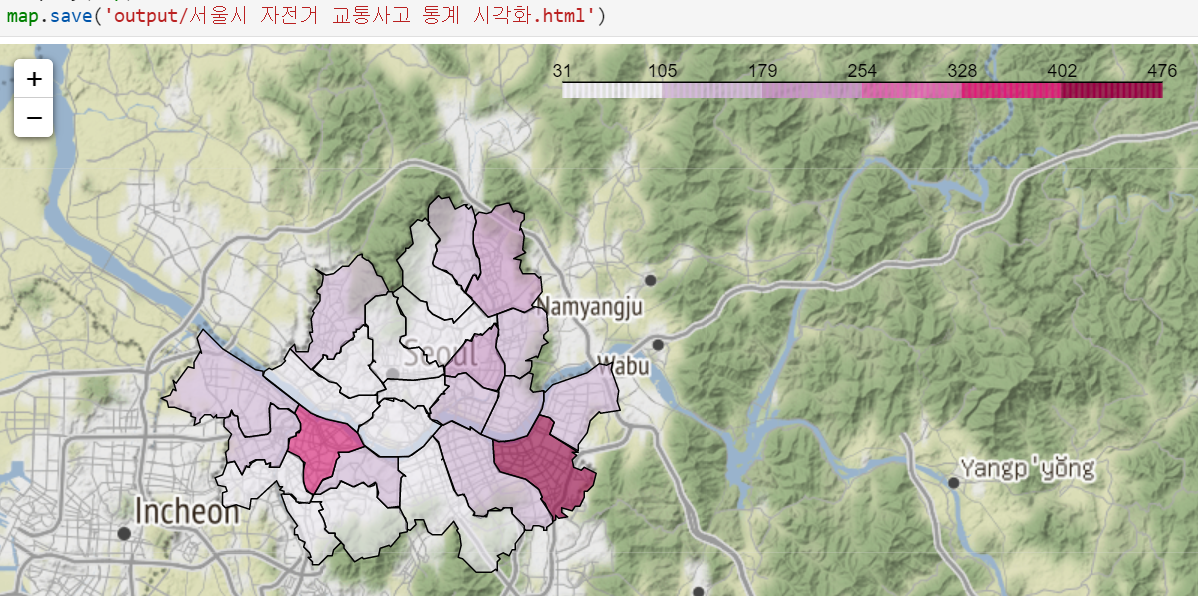 map.save('output/서울시 자전거 교통사고 통계 시각화.html')
+
−
31 105 179 254 328 402 476
Namyangju
Seoul
Wabu
Yangp'yŏng
Incheon